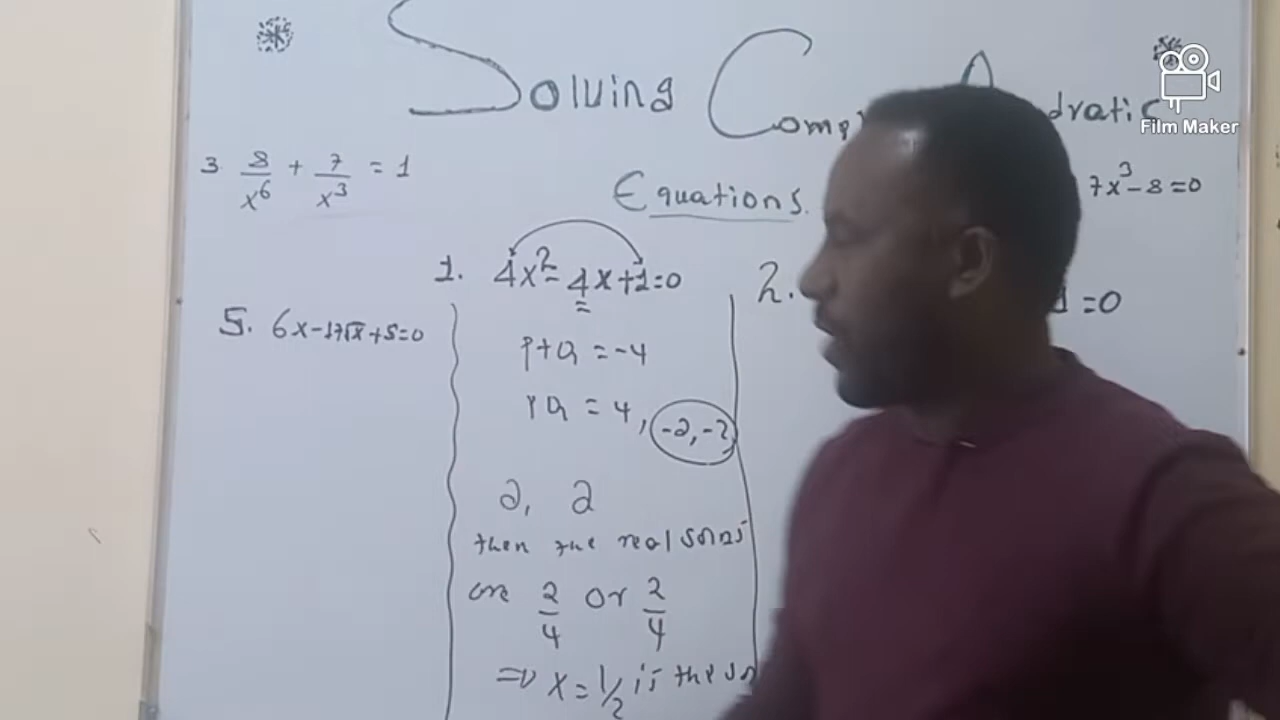 Solving Comp dratic
Equations.
3 8/x⁶ + 7/x³ = 1
7x³-8=0
1. 4x²-4x+1=0
2. =0
5. 6x-17√x+5=0
P+Q=-4
PQ=4, -2,-2
2, 2
then the real
are 2/4 or 2/4
⇒ x=1/2 is the
Film Maker